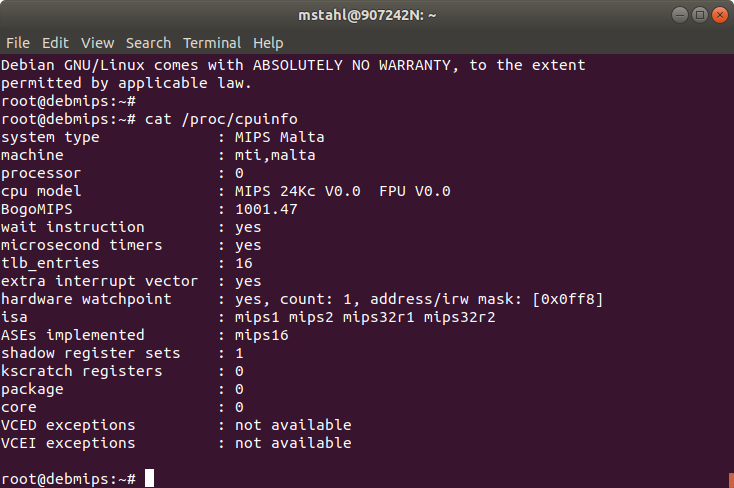 mstahl@907242N: ~
File Edit View Search Terminal Help
Debian GNU/Linux comes with ABSOLUTELY NO WARRANTY, to the extent
permitted by applicable law.
root@debmips:~#
root@debmips:~# cat /proc/cpuinfo
system type             : MIPS Malta
machine                 : mti,malta
processor               : 0
cpu model               : MIPS 24Kc V0.0  FPU V0.0
BogoMIPS                : 1001.47
wait instruction        : yes
microsecond timers      : yes
tlb_entries             : 16
extra interrupt vector  : yes
hardware watchpoint     : yes, count: 1, address/irw mask: [0x0ff8]
isa                     : mips1 mips2 mips32r1 mips32r2
ASEs implemented        : mips16
shadow register sets    : 1
kscratch registers      : 0
package                 : 0
core                    : 0
VCED exceptions         : not available
VCEI exceptions         : not available
root@debmips:~#